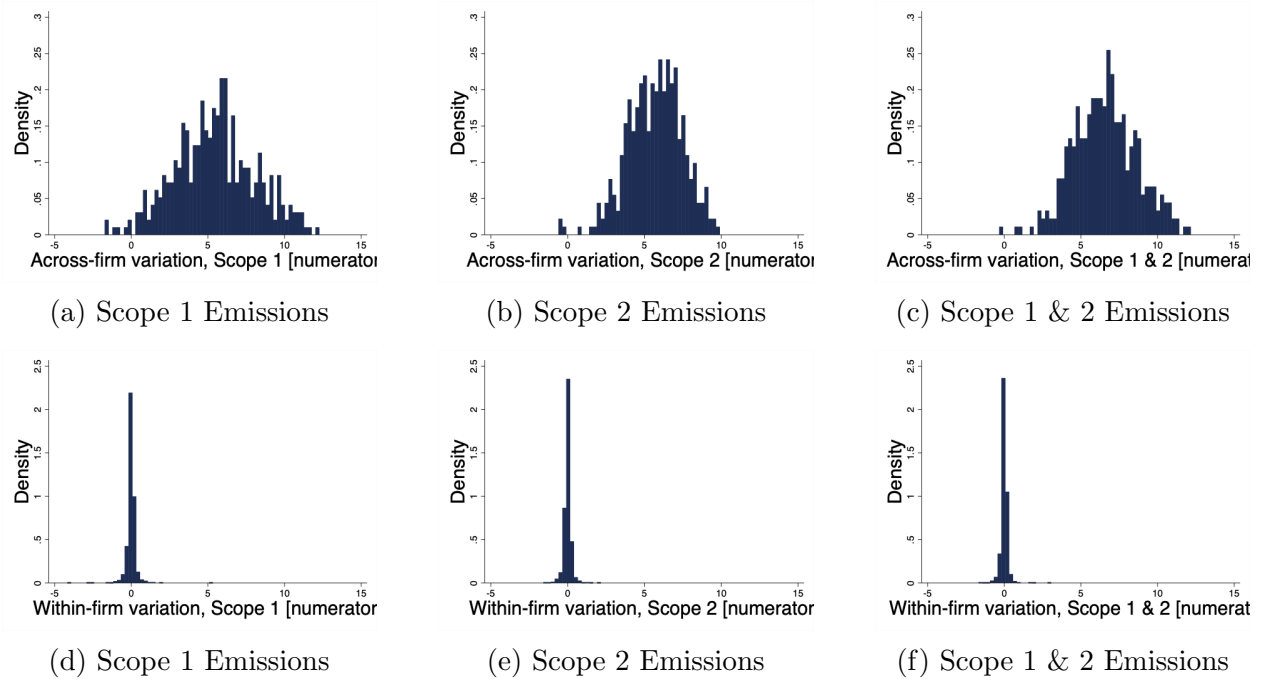 .3 .3 .3
.25 .25 .25
.2 .2 .2
Density Density Density
.15 .15 .15
.1 .1 .1
.05 .05 .05
0 0 0
-5 0 5 10 15 -5 0 5 10 15 -5 0 5 10 15
Across-firm variation, Scope 1 [numerator Across-firm variation, Scope 2 [numerator Across-firm variation, Scope 1 & 2 [numerat
(a) Scope 1 Emissions (b) Scope 2 Emissions (c) Scope 1 & 2 Emissions
2.5 2.5 2.5
2 2 2
1.5 1.5 1.5
Density Density Density
1 1 1
.5 .5 .5
0 0 0
-5 0 5 10 15 -5 0 5 10 15 -5 0 5 10 15
Within-firm variation, Scope 1 [numerator Within-firm variation, Scope 2 [numerator Within-firm variation, Scope 1 & 2 [numerat
(d) Scope 1 Emissions (e) Scope 2 Emissions (f) Scope 1 & 2 Emissions